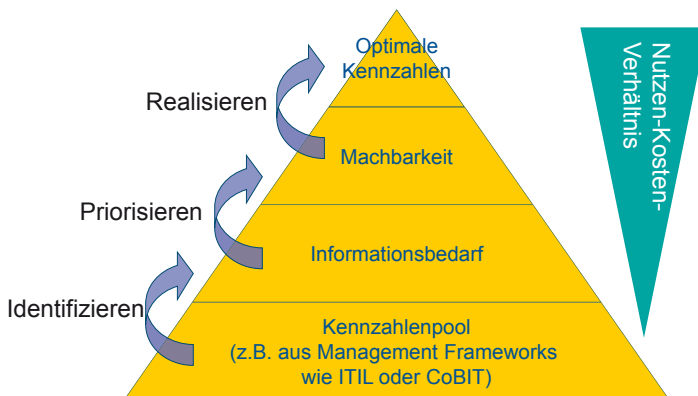 Optimale
Kennzahlen
Realisieren
Machbarkeit
Priorisieren
Informationsbedarf
Identifizieren
Kennzahlenpool
(z.B. aus Management Frameworks
wie ITIL oder CoBIT)
Nutzen-Kosten-
Verhältnis